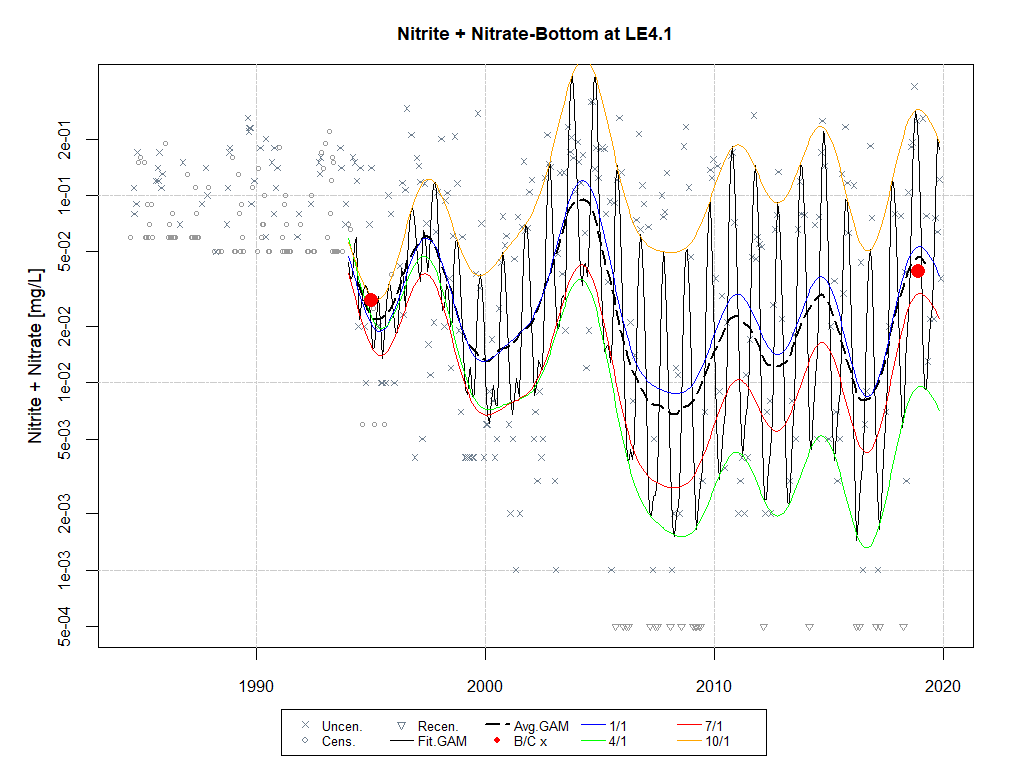 Nitrite + Nitrate-Bottom at LE4.1
Nitrite + Nitrate [mg/L]
2e-01
1e-01
5e-02
2e-02
1e-02
5e-03
2e-03
1e-03
5e-04
1990 2000 2010 2020
Uncen. Recen. Avg.GAM 1/1 7/1
Cens. Fit.GAM B/C x 4/1 10/1